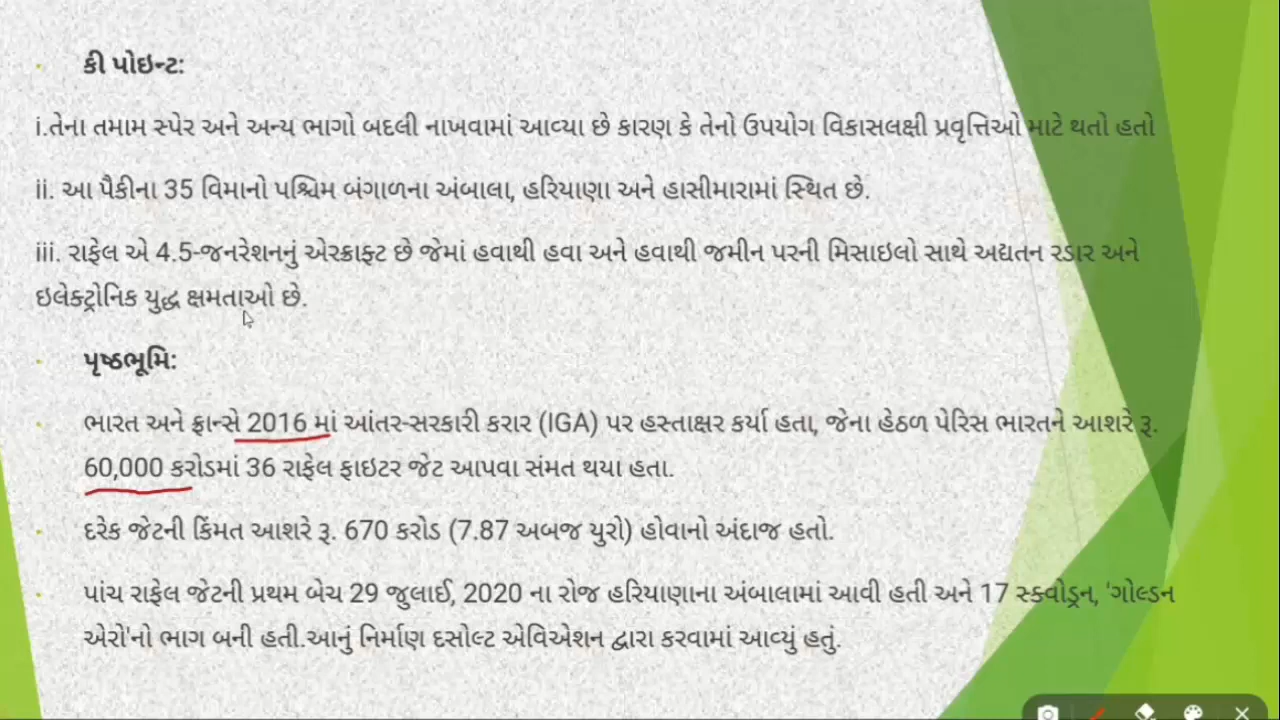 કી પોઇન્ટ:
i.તેના તમામ સ્પેર અને અન્ય ભાગો બદલી નાખવામાં આવ્યા છે કારણ કે તેનો ઉપયોગ વિકાસલક્ષી પ્રવૃત્તિઓ માટે થતો હતો
ii. આ પૈકીના 35 વિમાનો પશ્ચિમ બંગાળના અંબાલા, હરિયાણા અને હાસીમારામાં સ્થિત છે.
iii. રાફેલ એ 4.5-જનરેશનનું એરક્રાફ્ટ છે જેમાં હવાથી હવા અને હવાથી જમીન પરની મિસાઇલો સાથે અદ્યતન રડાર અને
ઇલેક્ટ્રોનિક યુદ્ધ ક્ષમતાઓ છે.
પૃષ્ઠભૂમિ:
ભારત અને ફ્રાન્સે 2016 માં આંતર-સરકારી કરાર (IGA) પર હસ્તાક્ષર કર્યા હતા, જેના હેઠળ પેરિસ ભારતને આશરે રૂ.
60,000 કરોડમાં 36 રાફેલ ફાઇટર જેટ આપવા સંમત થયા હતા.
દરેક જેટની કિંમત આશરે રૂ. 670 કરોડ (7.87 અબજ યુરો) હોવાનો અંદાજ હતો.
પાંચ રાફેલ જેટની પ્રથમ બેચ 29 જુલાઈ, 2020 ના રોજ હરિયાણાના અંબાલામાં આવી હતી અને 17 સ્ક્વોડ્રન, 'ગોલ્ડન
એરો'નો ભાગ બની હતી.આનું નિર્માણ દસોલ્ટ એવિએશન દ્વારા કરવામાં આવ્યું હતું.